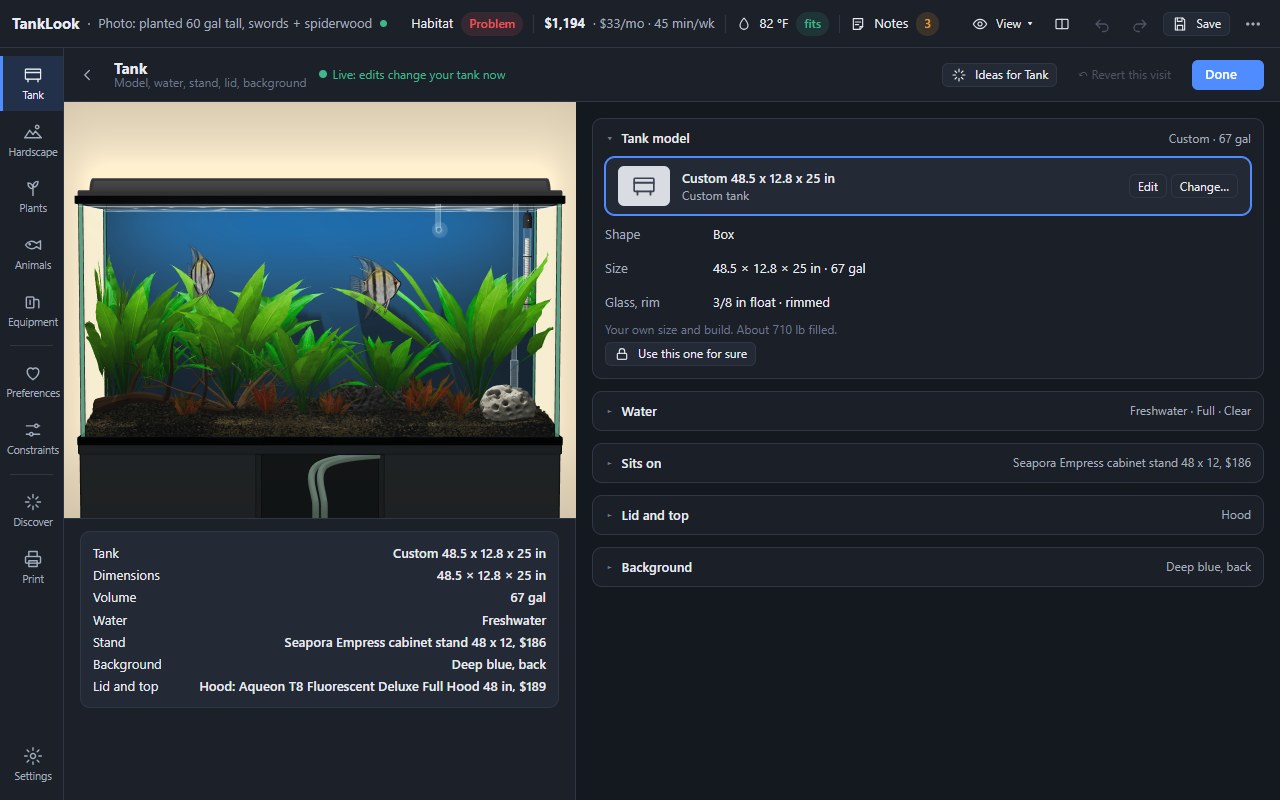 TankLook · Photo: planted 60 gal tall, swords + spiderwood
Habitat Problem
$1,194 · $33/mo · 45 min/wk
82 °F fits
Notes 3
View
Save
Tank
Hardscape
Plants
Animals
Equipment
Preferences
Constraints
Discover
Print
Settings
Tank
Model, water, stand, lid, background
Live: edits change your tank now
Ideas for Tank
Revert this visit
Done
Tank Custom 48.5 x 12.8 x 25 in
Dimensions 48.5 × 12.8 × 25 in
Volume 67 gal
Water Freshwater
Stand Seapora Empress cabinet stand 48 x 12, $186
Background Deep blue, back
Lid and top Hood: Aqueon T8 Fluorescent Deluxe Full Hood 48 in, $189
Tank model Custom · 67 gal
Custom 48.5 x 12.8 x 25 in
Custom tank
Edit Change...
Shape Box
Size 48.5 × 12.8 × 25 in · 67 gal
Glass, rim 3/8 in float · rimmed
Your own size and build. About 710 lb filled.
Use this one for sure
Water Freshwater · Full · Clear
Sits on Seapora Empress cabinet stand 48 x 12, $186
Lid and top Hood
Background Deep blue, back